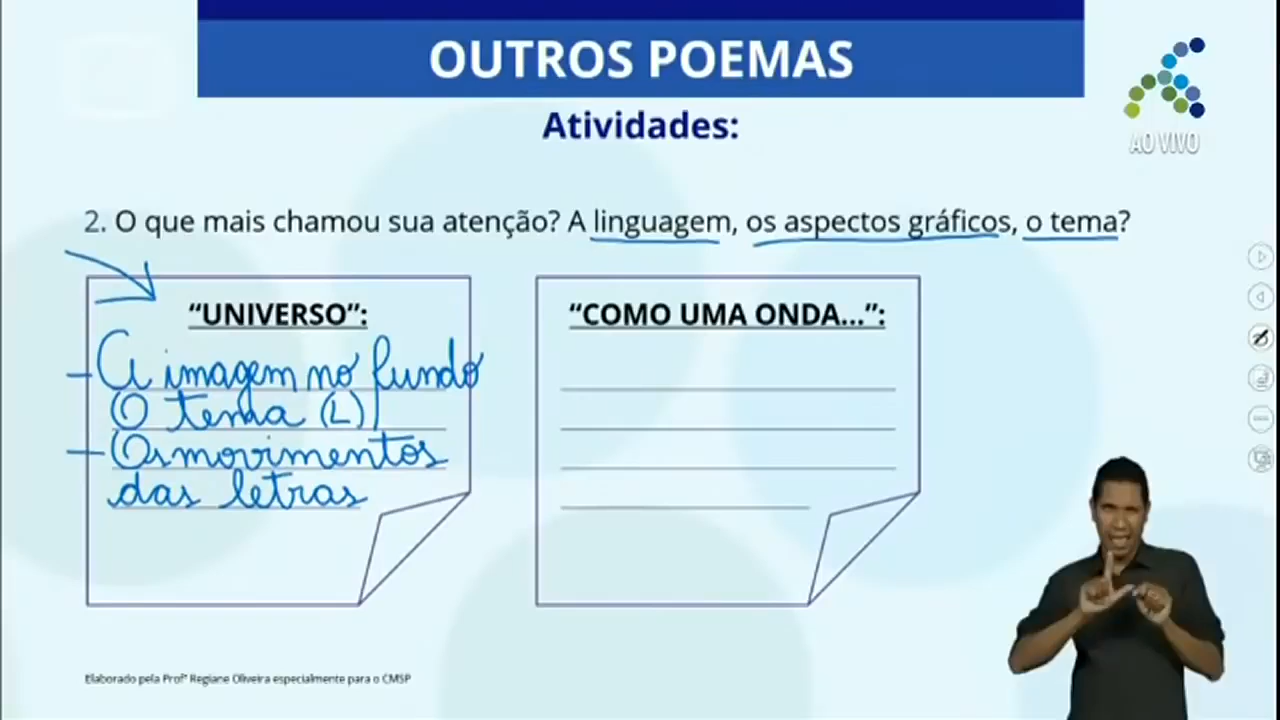 OUTROS POEMAS
AO VIVO
Atividades:
2. O que mais chamou sua atenção? A linguagem, os aspectos gráficos, o tema?
“UNIVERSO”:
- A imagem no fundo
O tema (L)
- Os movimentos
das letras
“COMO UMA ONDA...”:
Elaborado pela Profª Regiane Oliveira especialmente para o CMSP